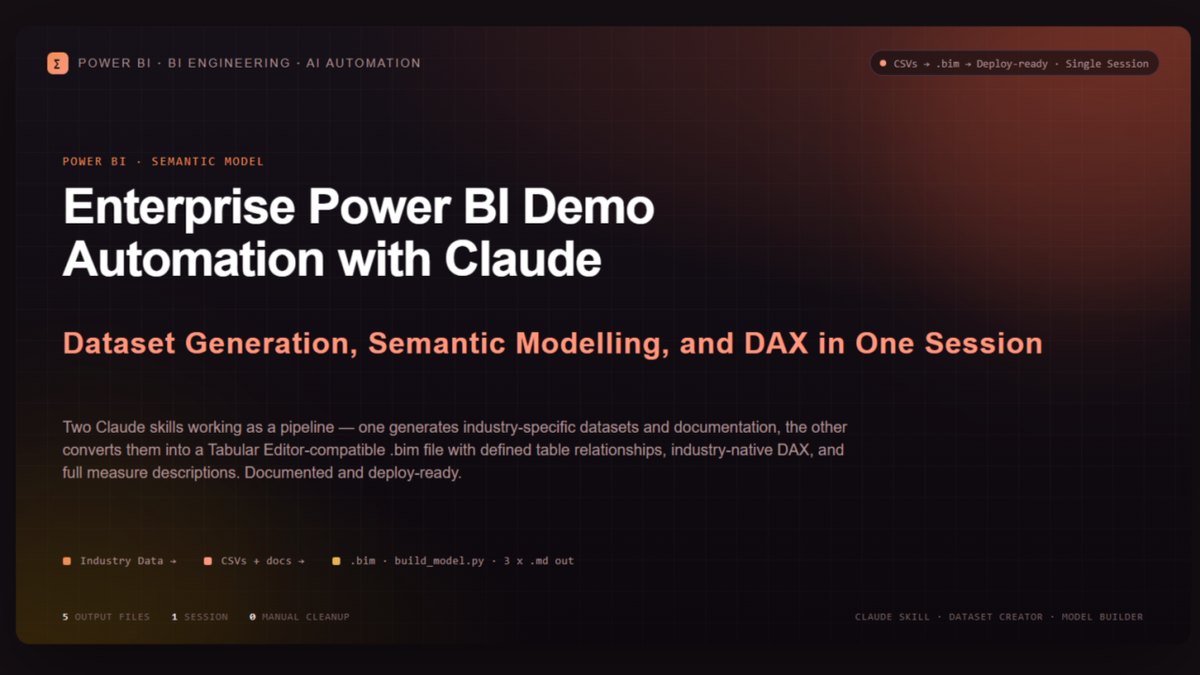 Σ POWER BI · BI ENGINEERING · AI AUTOMATION
CSVs → .bim → Deploy-ready · Single Session
POWER BI · SEMANTIC MODEL
Enterprise Power BI Demo
Automation with Claude
Dataset Generation, Semantic Modelling, and DAX in One Session
Two Claude skills working as a pipeline — one generates industry-specific datasets and documentation, the other
converts them into a Tabular Editor-compatible .bim file with defined table relationships, industry-native DAX, and
full measure descriptions. Documented and deploy-ready.
Industry Data → CSVs + docs → .bim · build_model.py · 3 x .md out
5 OUTPUT FILES 1 SESSION 0 MANUAL CLEANUP
CLAUDE SKILL · DATASET CREATOR · MODEL BUILDER